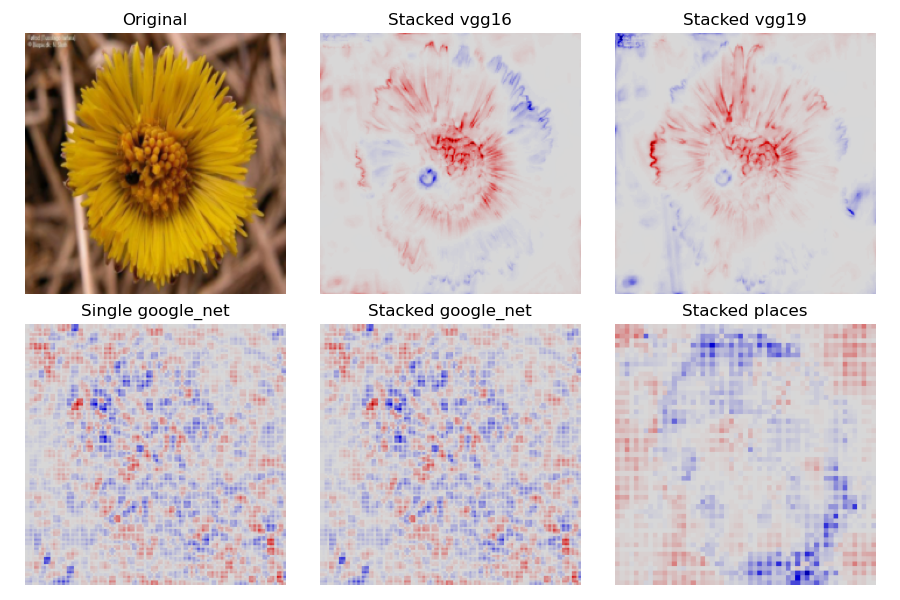 Original
Stacked vgg16
Stacked vgg19
Single google_net
Stacked google_net
Stacked places